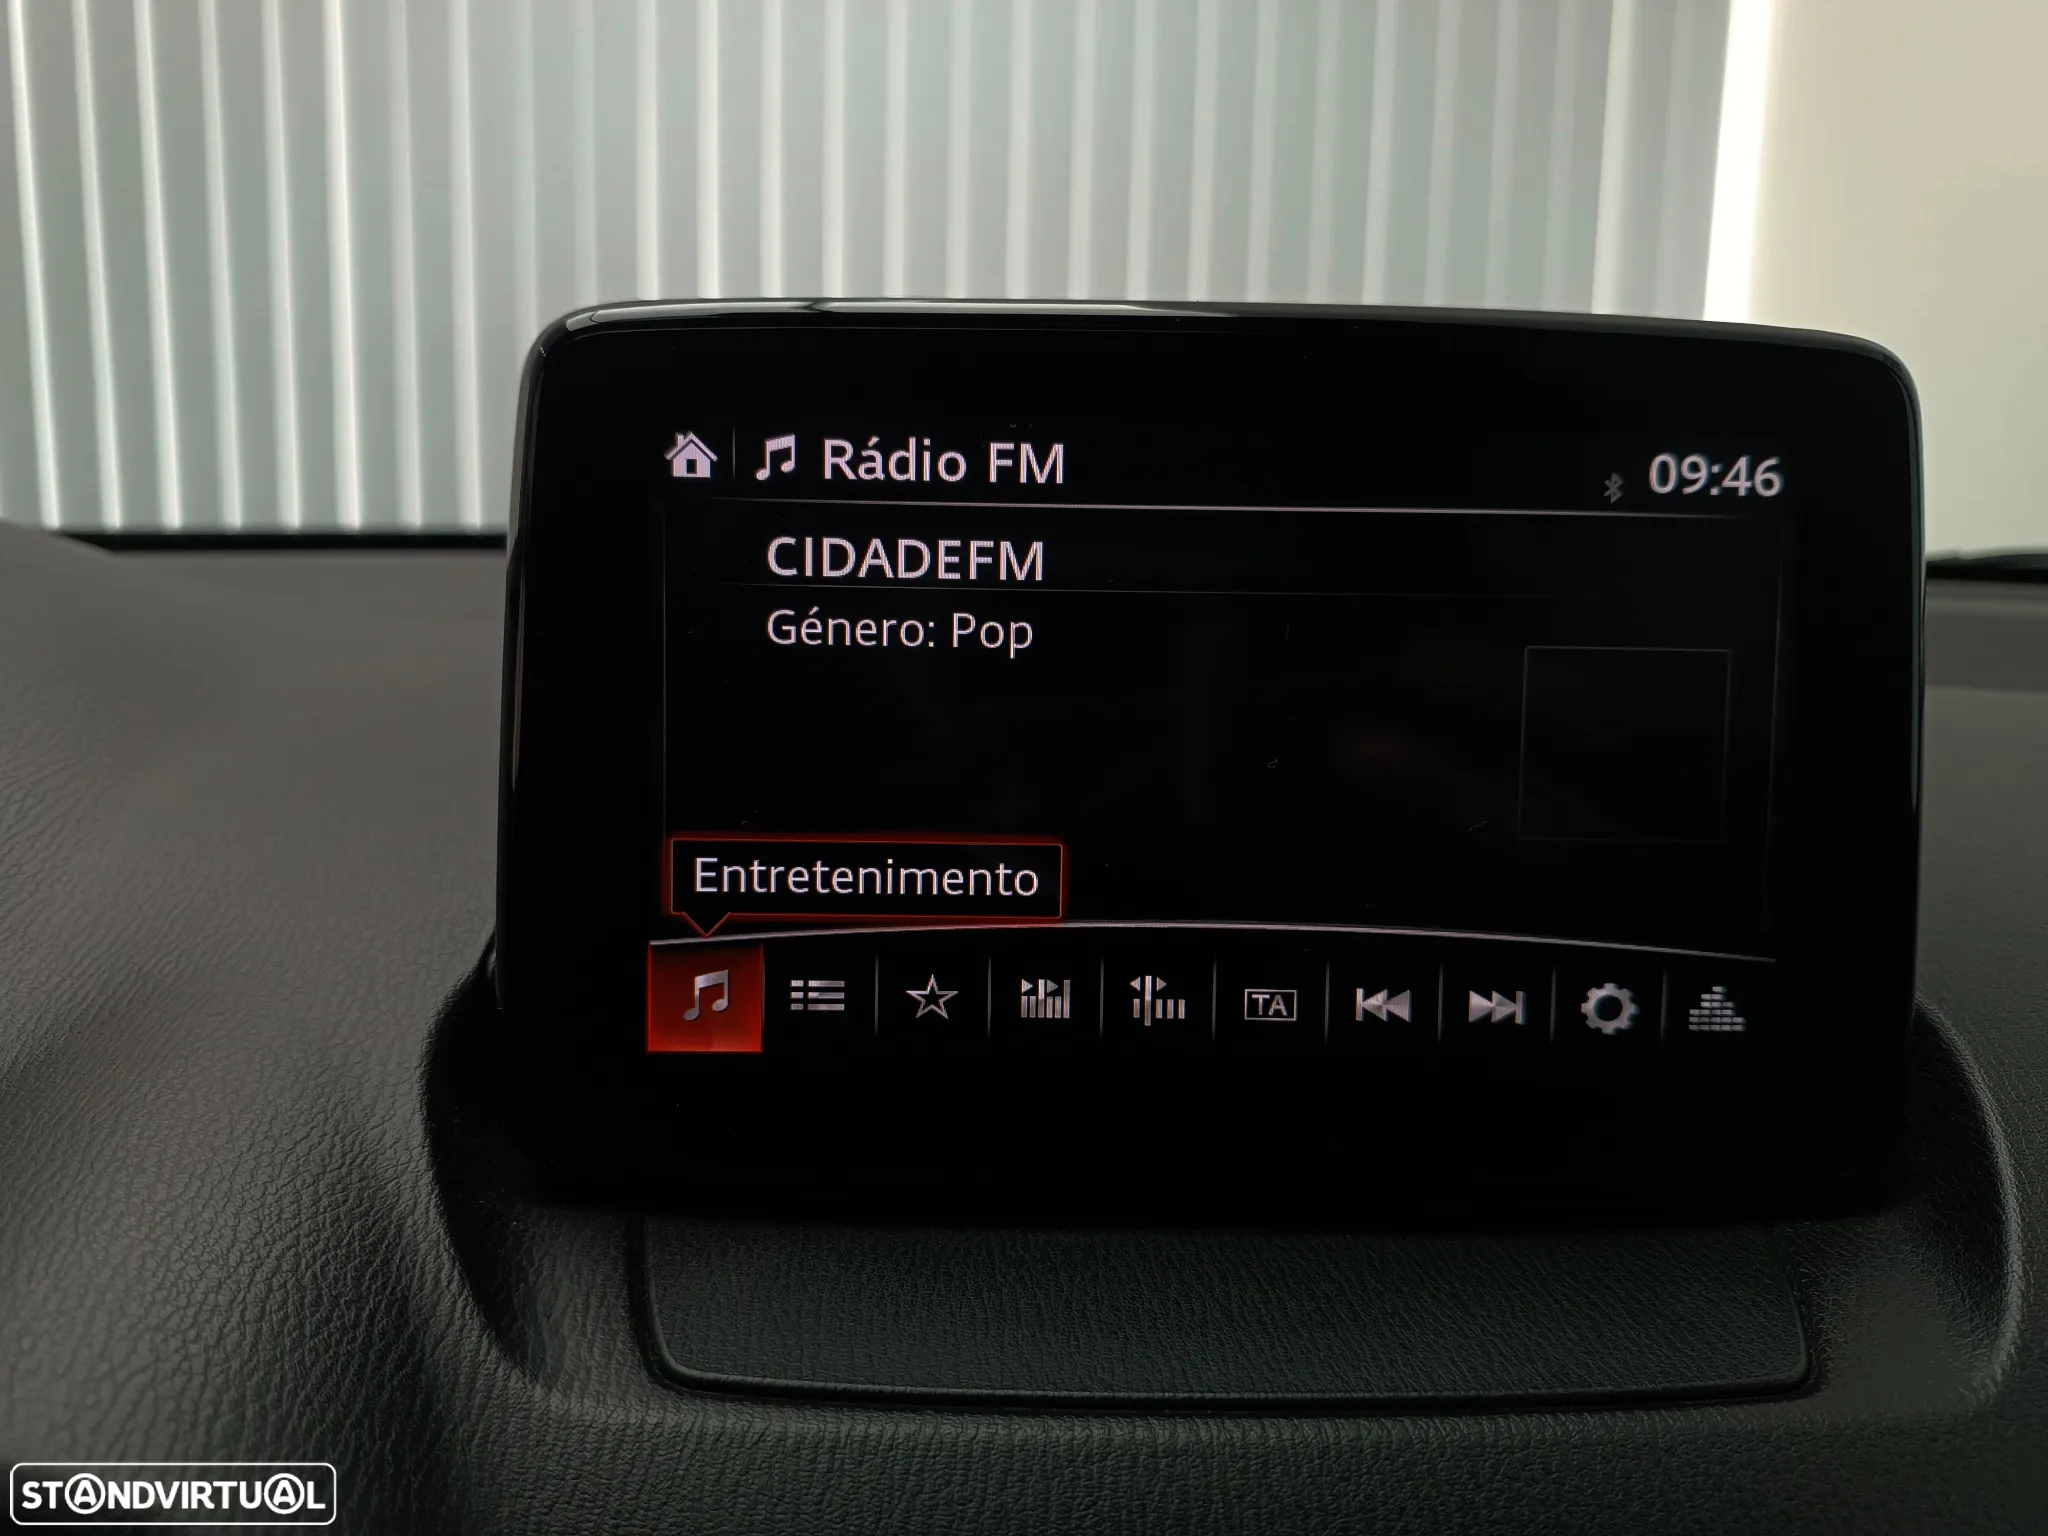 Rádio FM
09:46
CIDADEFM
Género: Pop
Entretenimento
TA
STANDVIRTUAL